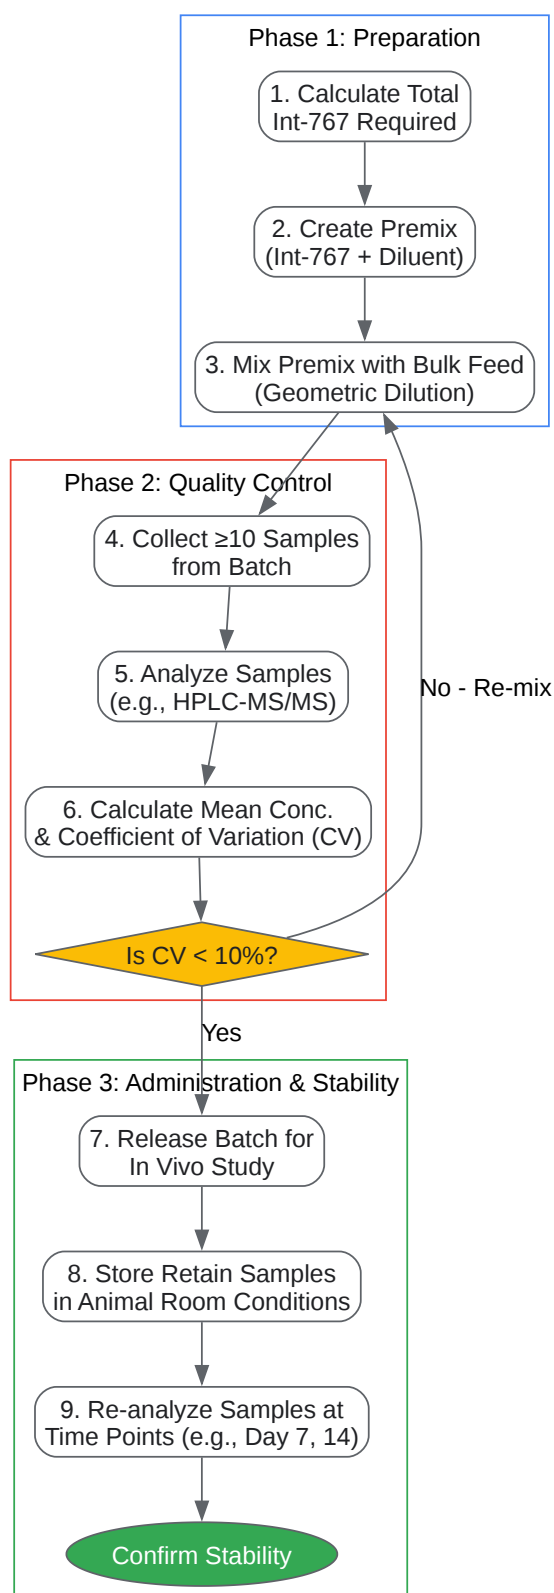 Phase 1: Preparation
1. Calculate Total
Int-767 Required
2. Create Premix
(Int-767 + Diluent)
3. Mix Premix with Bulk Feed
(Geometric Dilution)
Phase 2: Quality Control
4. Collect ≥10 Samples
from Batch
5. Analyze Samples
(e.g., HPLC-MS/MS)
No - Re-mix
6. Calculate Mean Conc.
& Coefficient of Variation (CV)
Is CV < 10%?
Yes
Phase 3: Administration & Stability
7. Release Batch for
In Vivo Study
8. Store Retain Samples
in Animal Room Conditions
9. Re-analyze Samples at
Time Points (e.g., Day 7, 14)
Confirm Stability